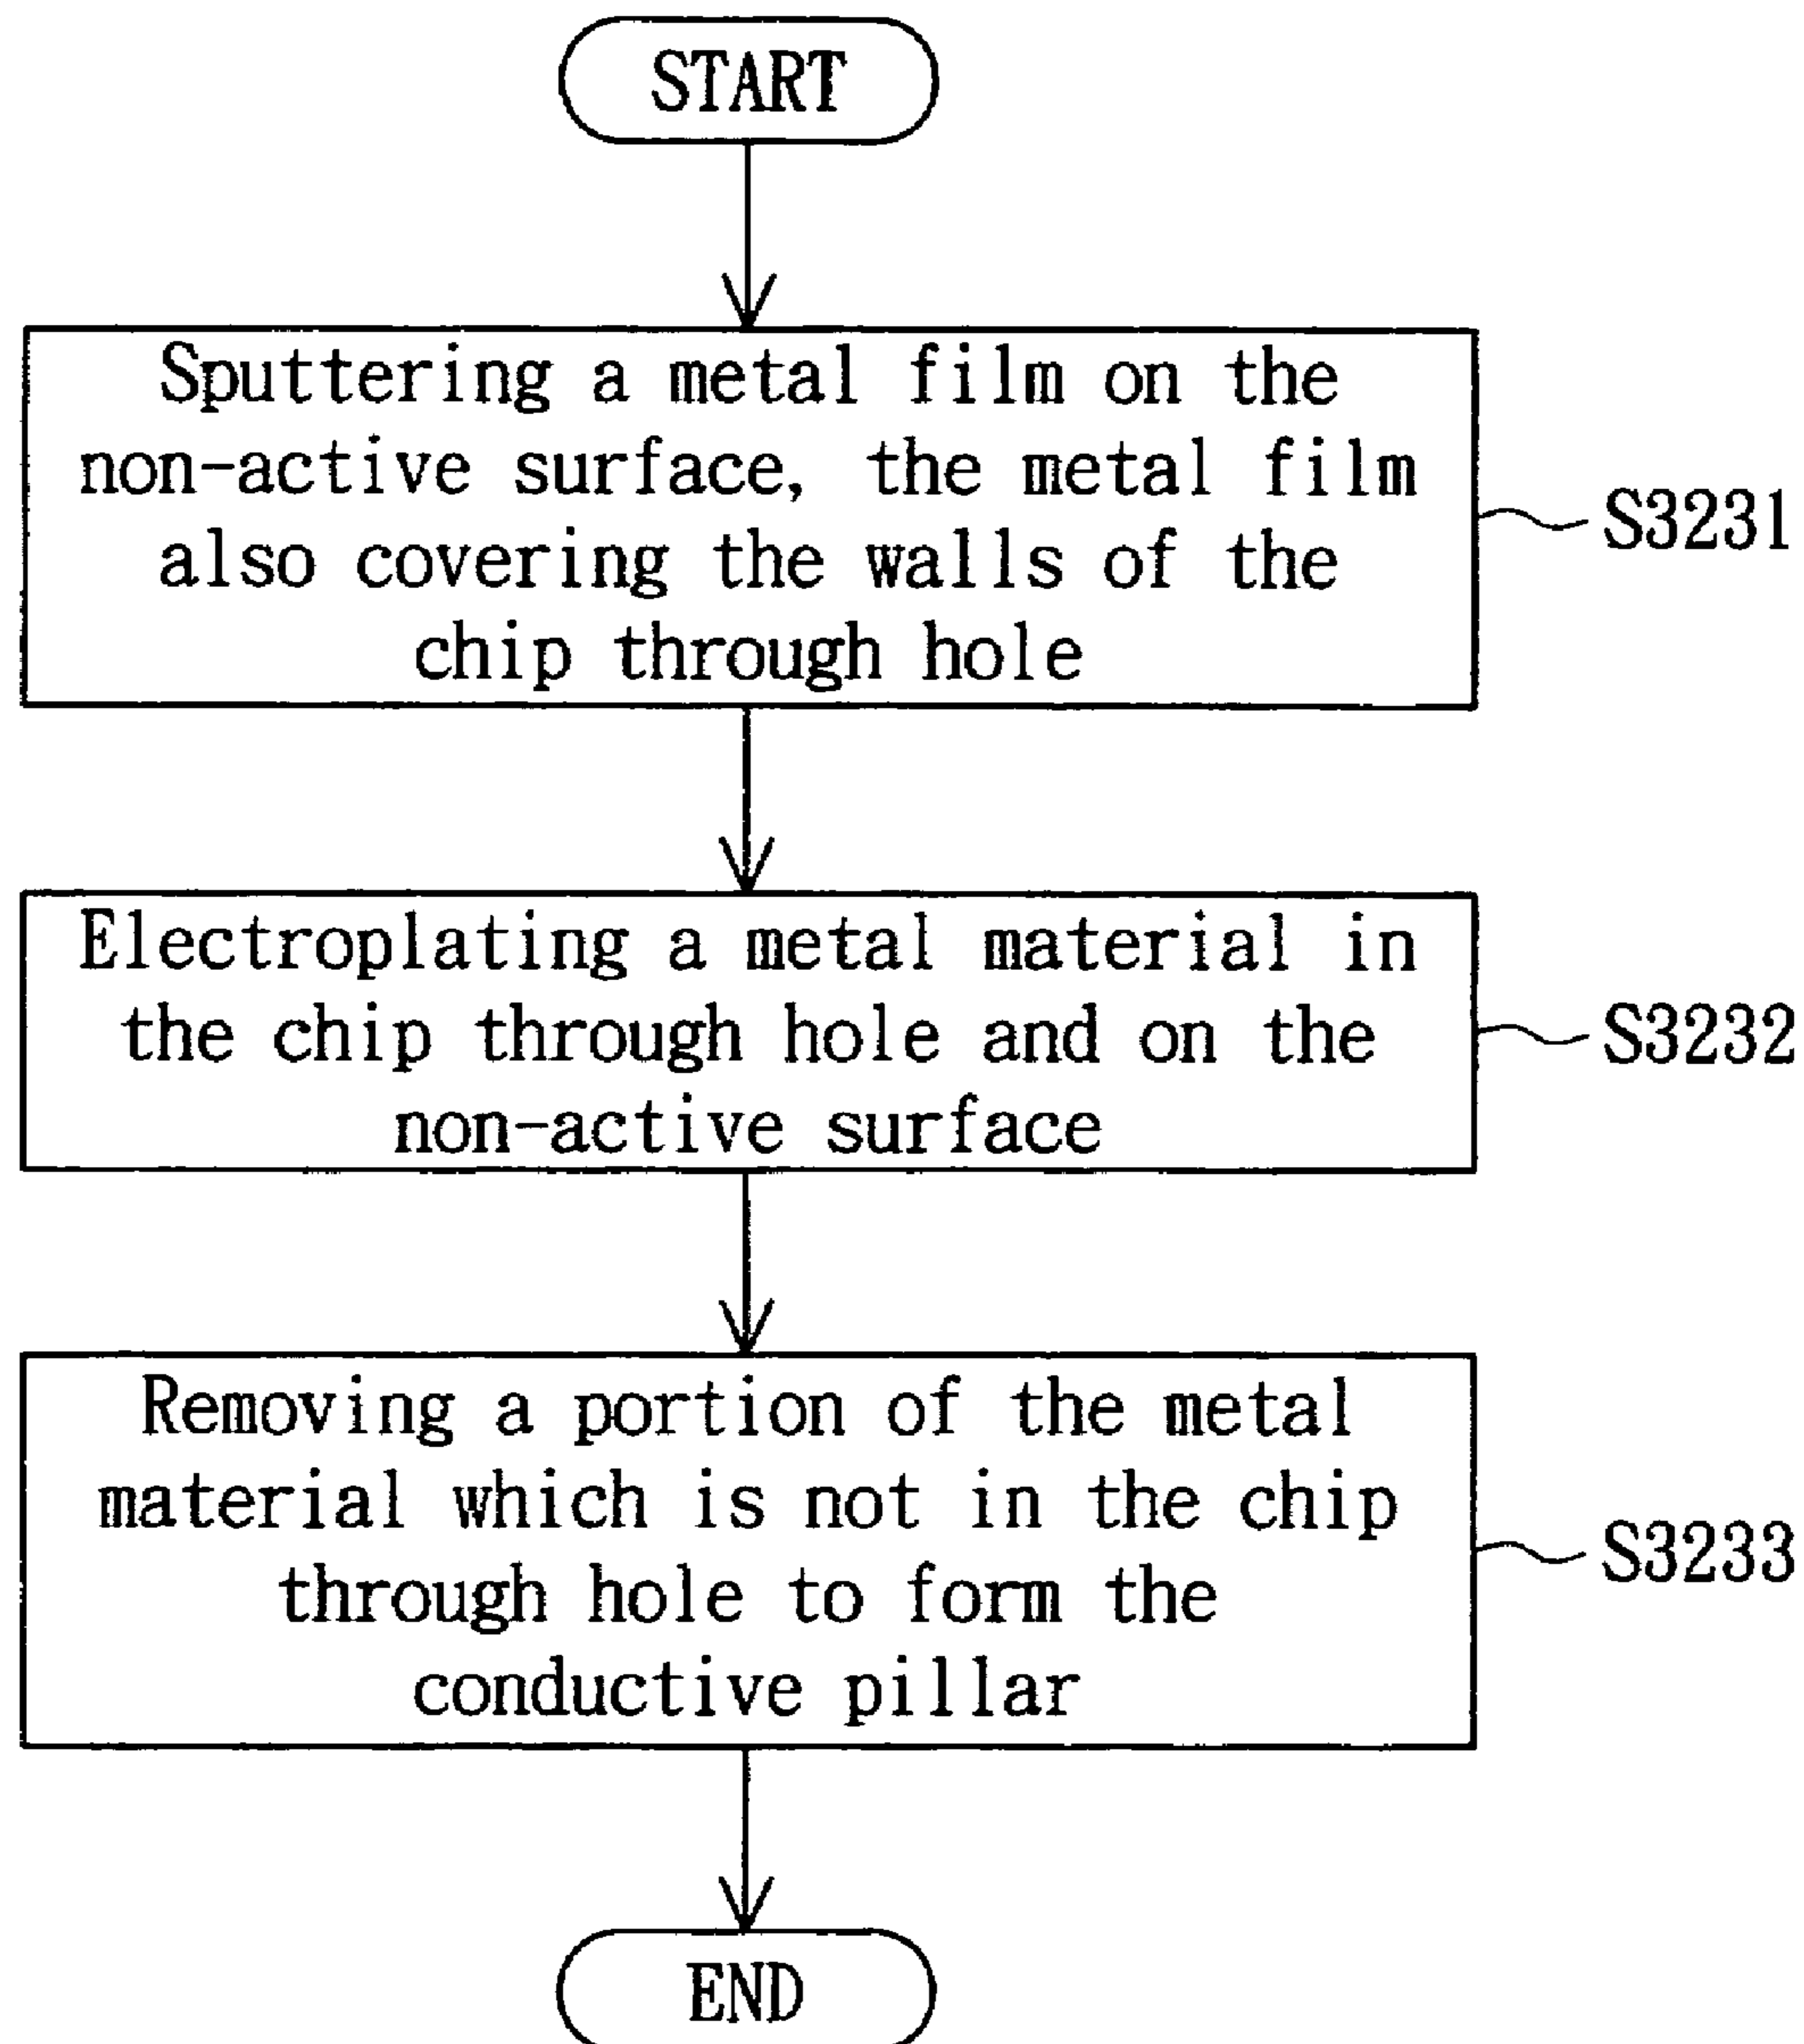 START
Sputtering a metal film on the
non-active surface, the metal film
also covering the walls of the
chip through hole
S3231
Electroplating a metal material in
the chip through hole and on the
non-active surface
S3232
Removing a portion of the metal
material which is not in the chip
through hole to form the
conductive pillar
S3233
END